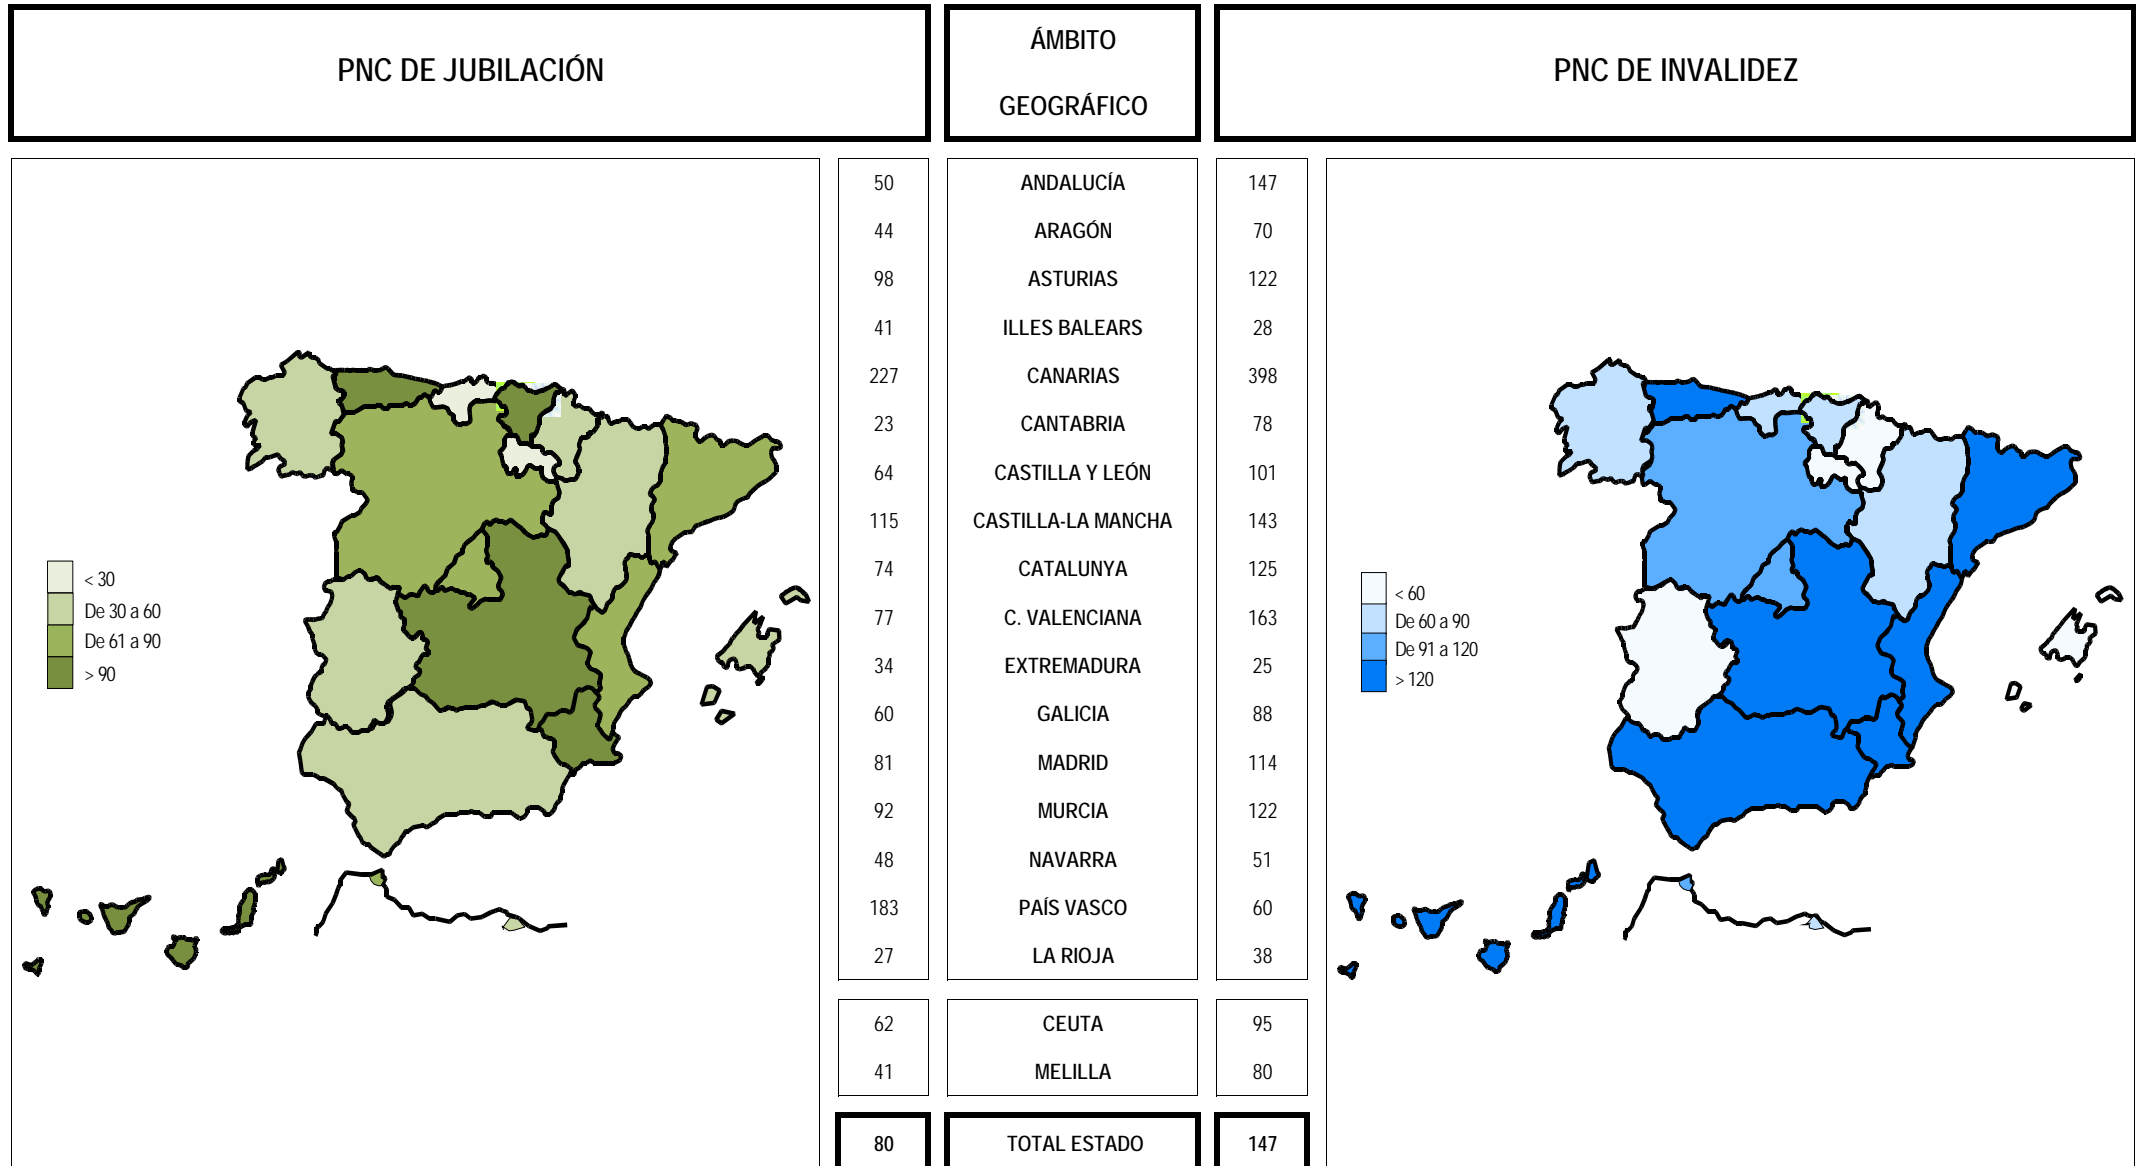 PNC DE JUBILACIÓN
ÁMBITO
GEOGRÁFICO
PNC DE INVALIDEZ
50 ANDALUCÍA 147
44 ARAGÓN 70
98 ASTURIAS 122
41 ILLES BALEARS 28
227 CANARIAS 398
23 CANTABRIA 78
64 CASTILLA Y LEÓN 101
115 CASTILLA-LA MANCHA 143
74 CATALUNYA 125
77 C. VALENCIANA 163
34 EXTREMADURA 25
60 GALICIA 88
81 MADRID 114
92 MURCIA 122
48 NAVARRA 51
183 PAÍS VASCO 60
27 LA RIOJA 38
62 CEUTA 95
41 MELILLA 80
80 TOTAL ESTADO 147
< 30
De 30 a 60
De 61 a 90
> 90
< 60
De 60 a 90
De 91 a 120
> 120